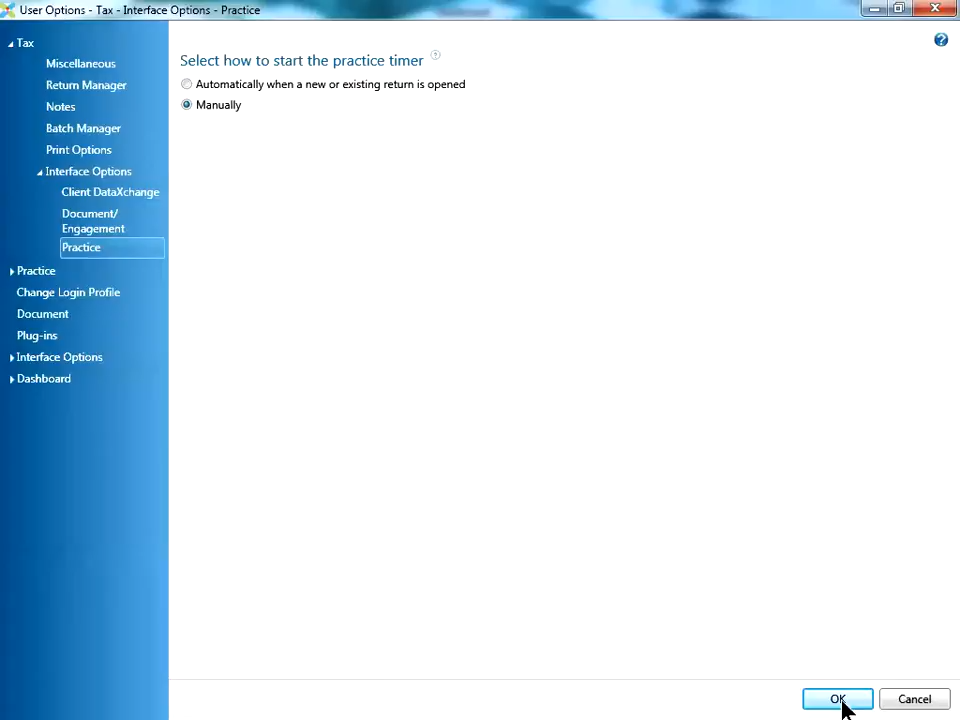 User Options - Tax - Interface Options - Practice
Tax
Miscellaneous
Return Manager
Notes
Batch Manager
Print Options
Interface Options
Client DataXchange
Document/
Engagement
Practice
Practice
Change Login Profile
Document
Plug-ins
Interface Options
Dashboard
Select how to start the practice timer
Automatically when a new or existing return is opened
Manually
OK
Cancel